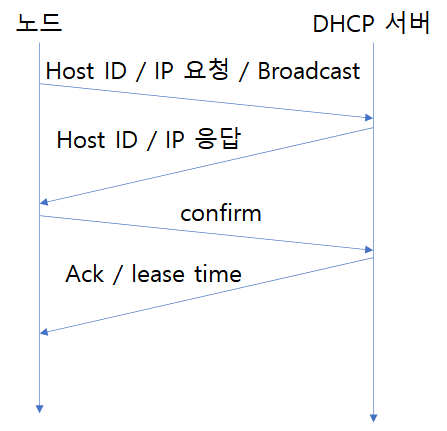 노드
DHCP 서버
Host ID / IP 요청 / Broadcast
Host ID / IP 응답
confirm
Ack / lease time